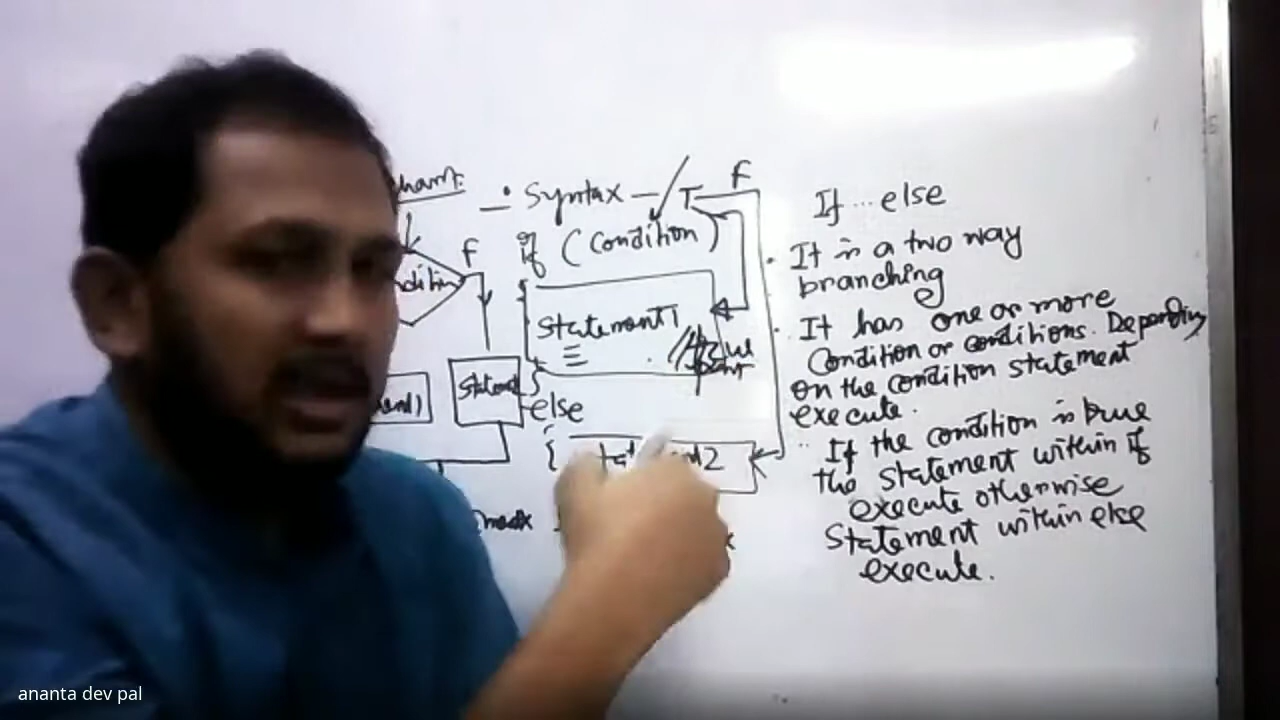 Syntax – T F
if (Condition)
{
Statement1
}
else
{
F
If ... else
It is a two way
branching
It has one or more
Condition or conditions. Depending
on the condition statement
execute.
If the condition is true
the statement within if
execute otherwise
Statement within else
execute.
ananta dev pal